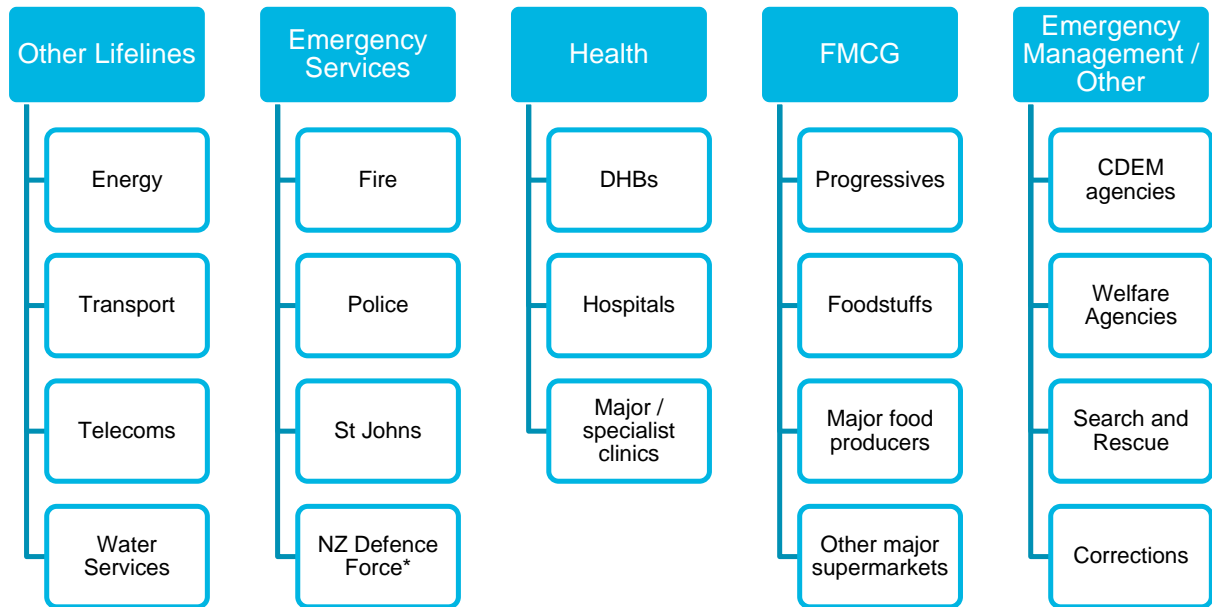 Other Lifelines
Energy
Transport
Telecoms
Water
Services
Emergency
Services
Fire
Police
St Johns
NZ Defence
Force*
Health
DHBs
Hospitals
Major /
specialist
clinics
FMCG
Progressives
Foodstuffs
Major food
producers
Other major
supermarkets
Emergency
Management /
Other
CDEM
agencies
Welfare
Agencies
Search and
Rescue
Corrections